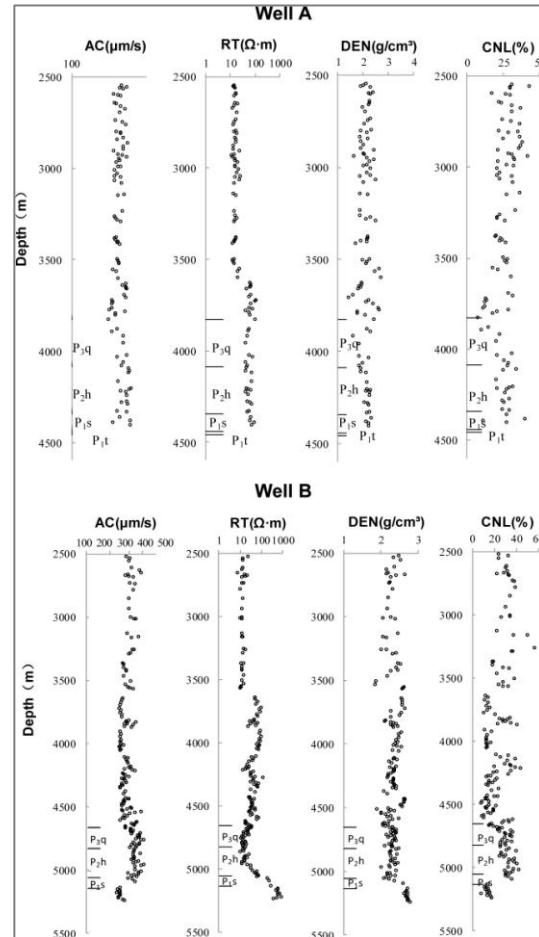 Well A
AC(μm/s) RT(Ω·m) DEN(g/cm³) CNL(%)
100 1 10 100 1000 1 2 3 4 0 25 5
2500 2500 2500 2500
3000 3000 3000 3000
3500 3500 3500 3500
4000 4000 4000 4000
4500 4500 4500 4500
Depth（m）
P₃q P₃q P₃q P₃q
P₂h P₂h P₂h P₂h
P₁s P₁s P₁s P₁s
P₁t P₁t P₁t P₁t
Well B
AC(μm/s) RT(Ω·m) DEN(g/cm³) CNL(%)
100 200 300 400 1 10 100 1000 1 2 3 0 20 40 6
2500 2500 2500 2500
3000 3000 3000 3000
3500 3500 3500 3500
4000 4000 4000 4000
4500 4500 4500 4500
5000 5000 5000 5000
5500 5500 5500 5500
Depth（m）
P₃q P₃q P₃q P₃q
P₂h P₂h P₂h P₂h
P₁s P₁s P₁s P₁s